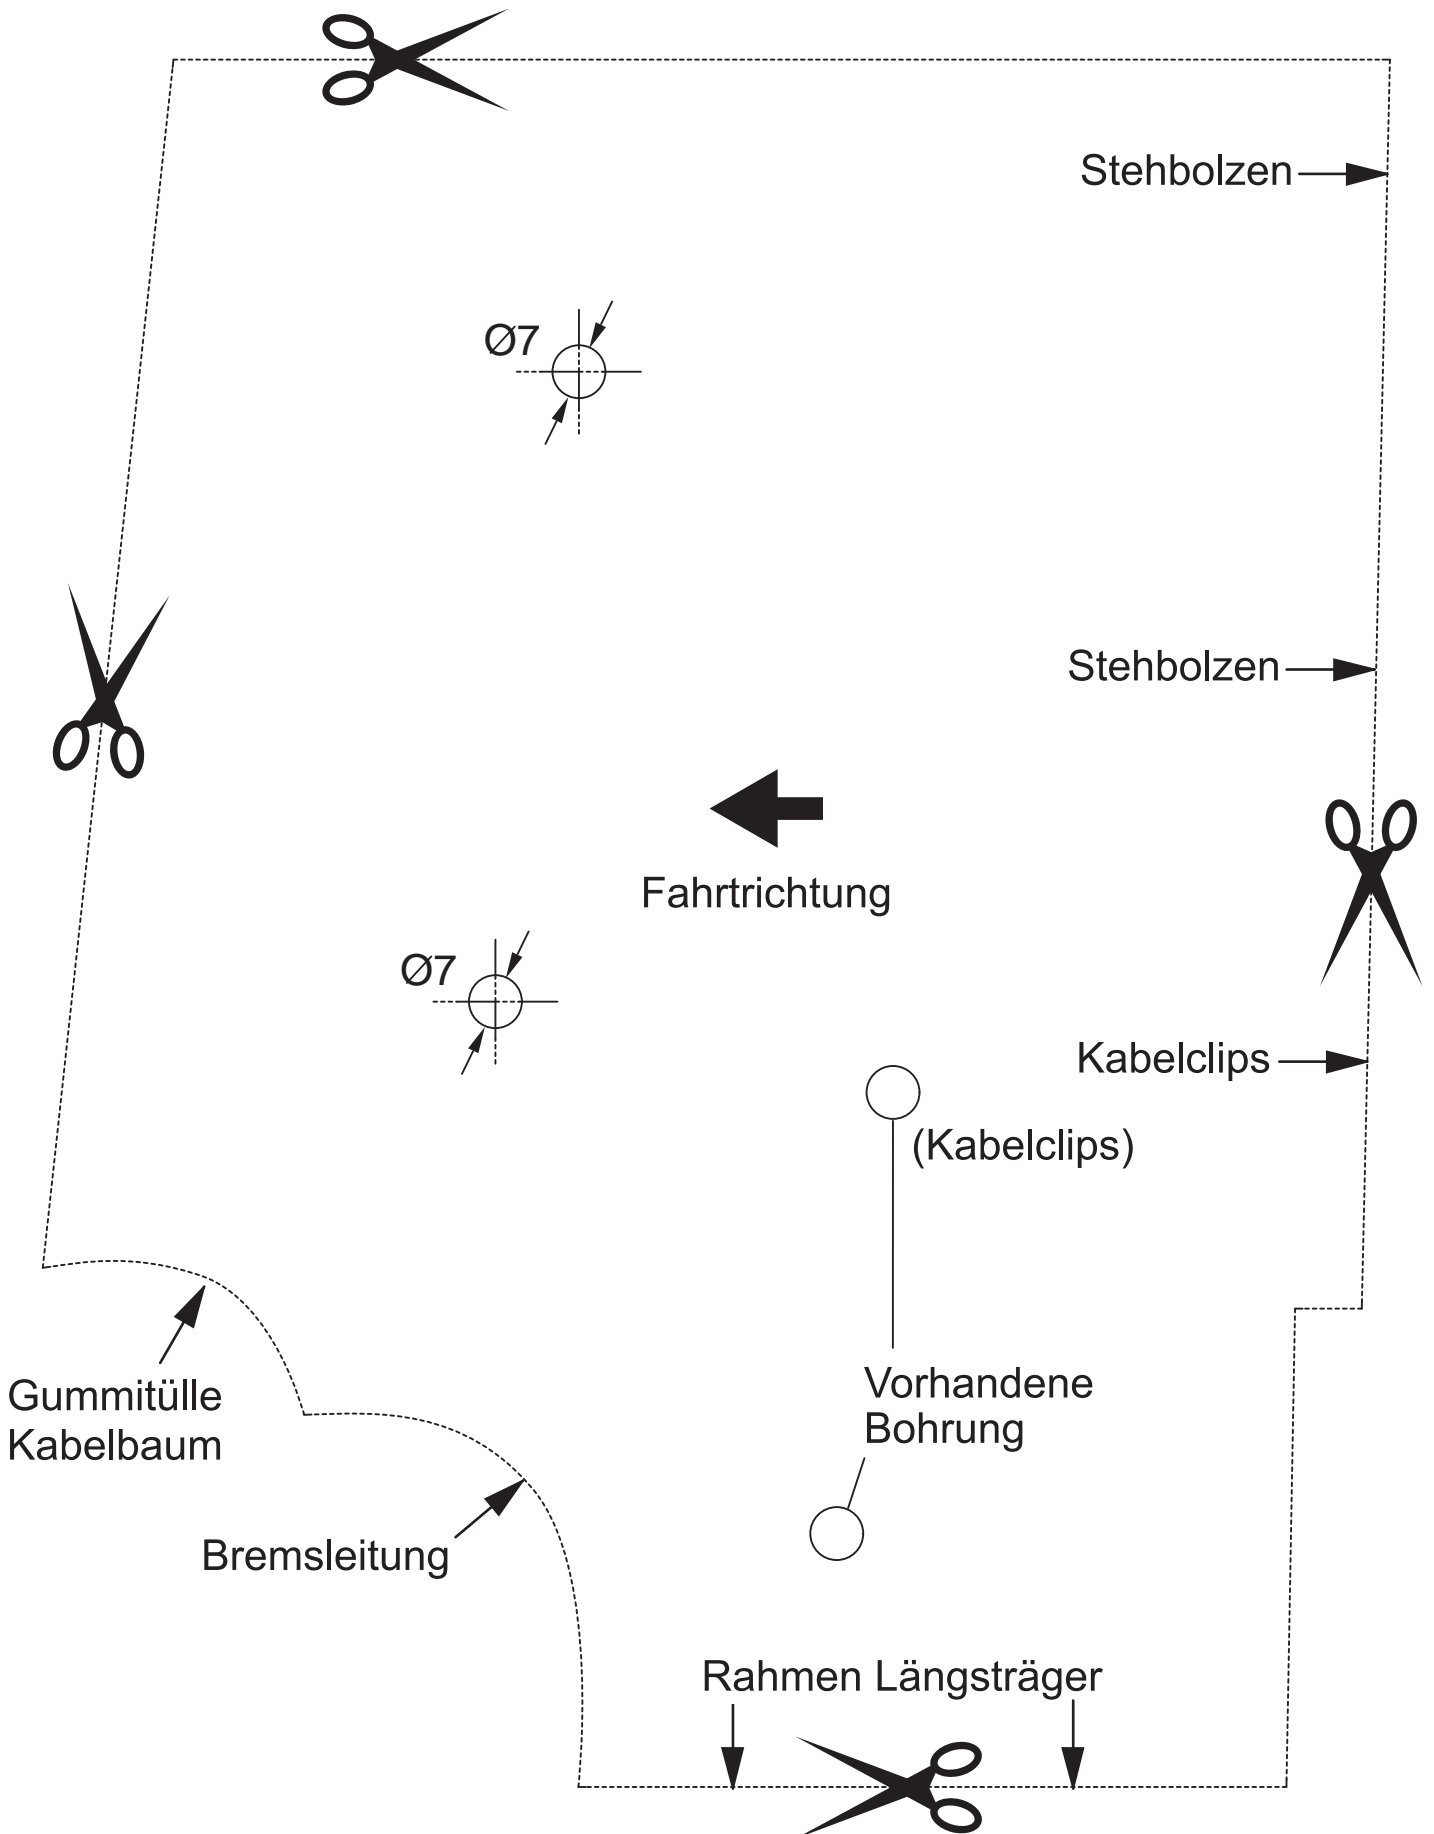 Stehbolzen
Ø7
Stehbolzen
Fahrtrichtung
Ø7
Kabelclips
(Kabelclips)
Vorhandene
Bohrung
Gummitülle
Kabelbaum
Bremsleitung
Rahmen Längsträger